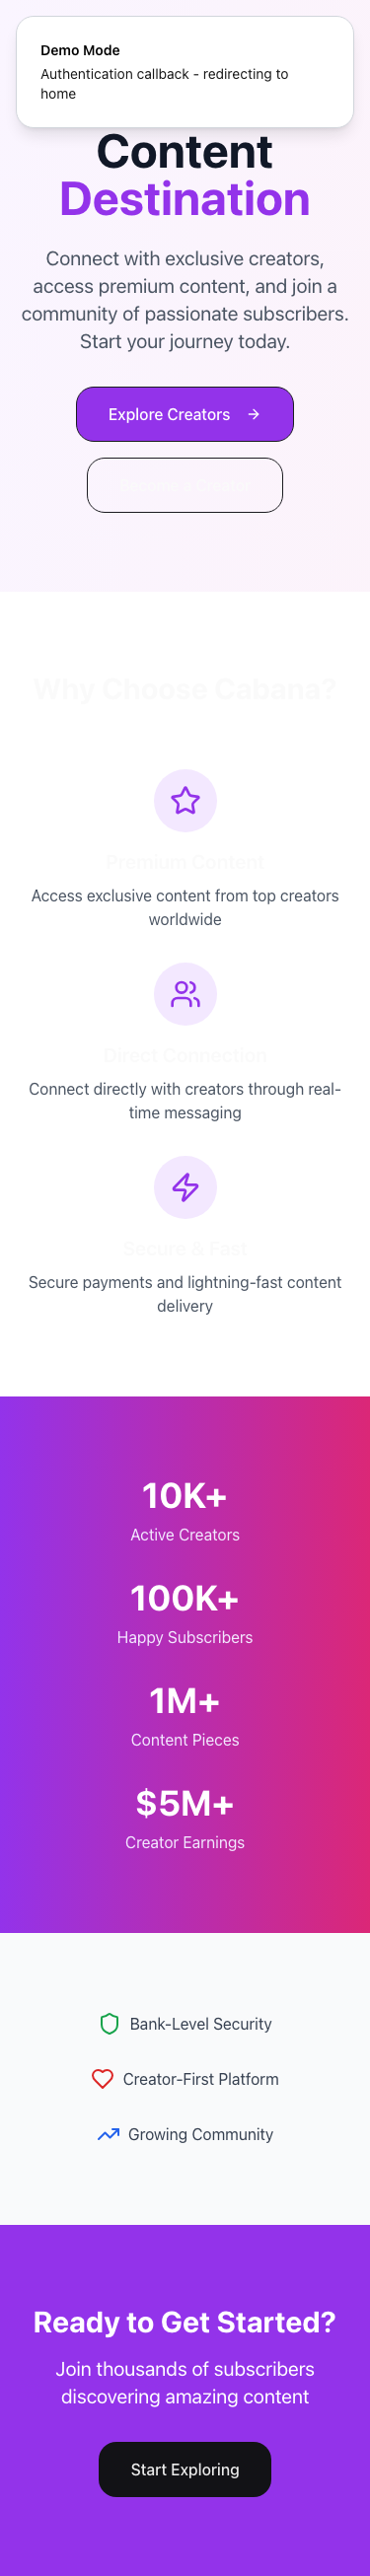 Demo Mode
Authentication callback - redirecting to
home
Content
Destination
Connect with exclusive creators,
access premium content, and join a
community of passionate subscribers.
Start your journey today.
Explore Creators
Why Choose Cabana?
Premium Content
Access exclusive content from top creators
worldwide
Direct Connection
Connect directly with creators through real-
time messaging
Secure & Fast
Secure payments and lightning-fast content
delivery
10K+
Active Creators
100K+
Happy Subscribers
1M+
Content Pieces
$5M+
Creator Earnings
Bank-Level Security
Creator-First Platform
Growing Community
Ready to Get Started?
Join thousands of subscribers
discovering amazing content
Start Exploring